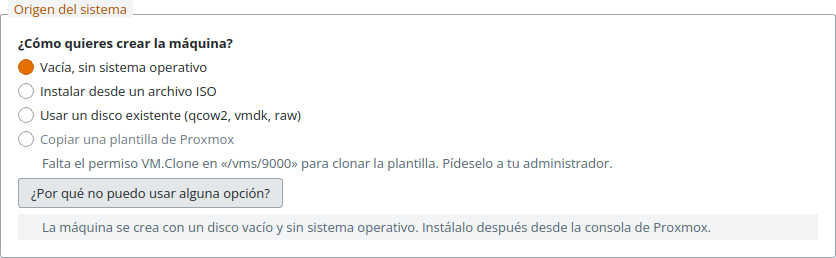 Origen del sistema
¿Cómo quieres crear la máquina?
Vacía, sin sistema operativo
Instalar desde un archivo ISO
Usar un disco existente (qcow2, vmdk, raw)
Copiar una plantilla de Proxmox
Falta el permiso VM.Clone en «/vms/9000» para clonar la plantilla. Pídeselo a tu administrador.
¿Por qué no puedo usar alguna opción?
La máquina se crea con un disco vacío y sin sistema operativo. Instálalo después desde la consola de Proxmox.